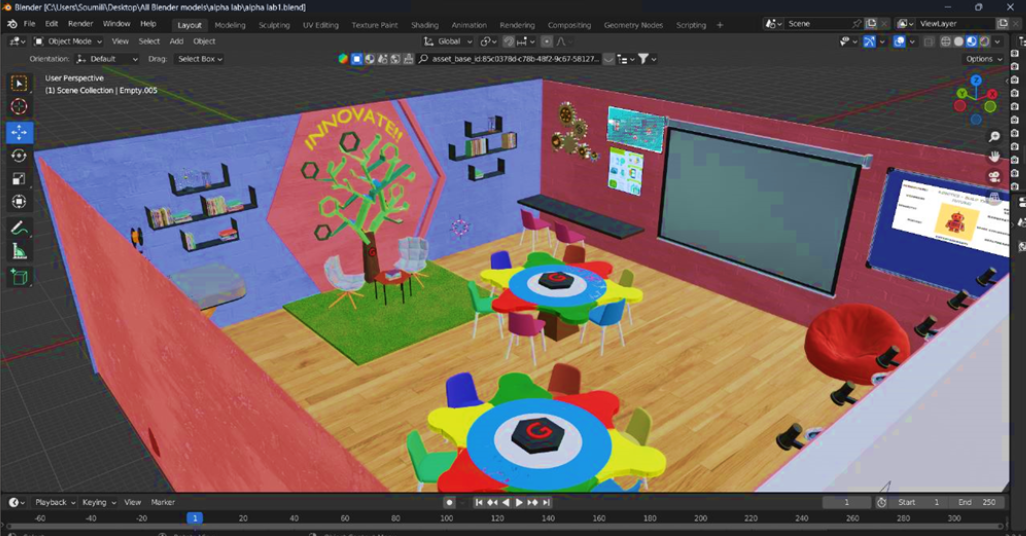 Blender [C:\Users\Soumili\Desktop\All Blender models\alpha lab\alpha lab1.blend]
File Edit Render Window Help Layout Modeling Sculpting UV Editing Texture Paint Shading Animation Rendering Compositing Geometry Nodes Scripting + Scene ViewLayer
Object Mode View Select Add Object Global
Orientation: Default Drag: Select Box asset_base_id:85c0378d-c78b-48f2-9c67-58127... Options
User Perspective
(1) Scene Collection | Empty.005
Z
Y
X
INNOVATE!!
G
G
Playback Keying View Marker 1 Start 1 End 250
-60 -40 -20 1 20 40 60 80 100 120 140 160 180 200 220 240 260 280 300